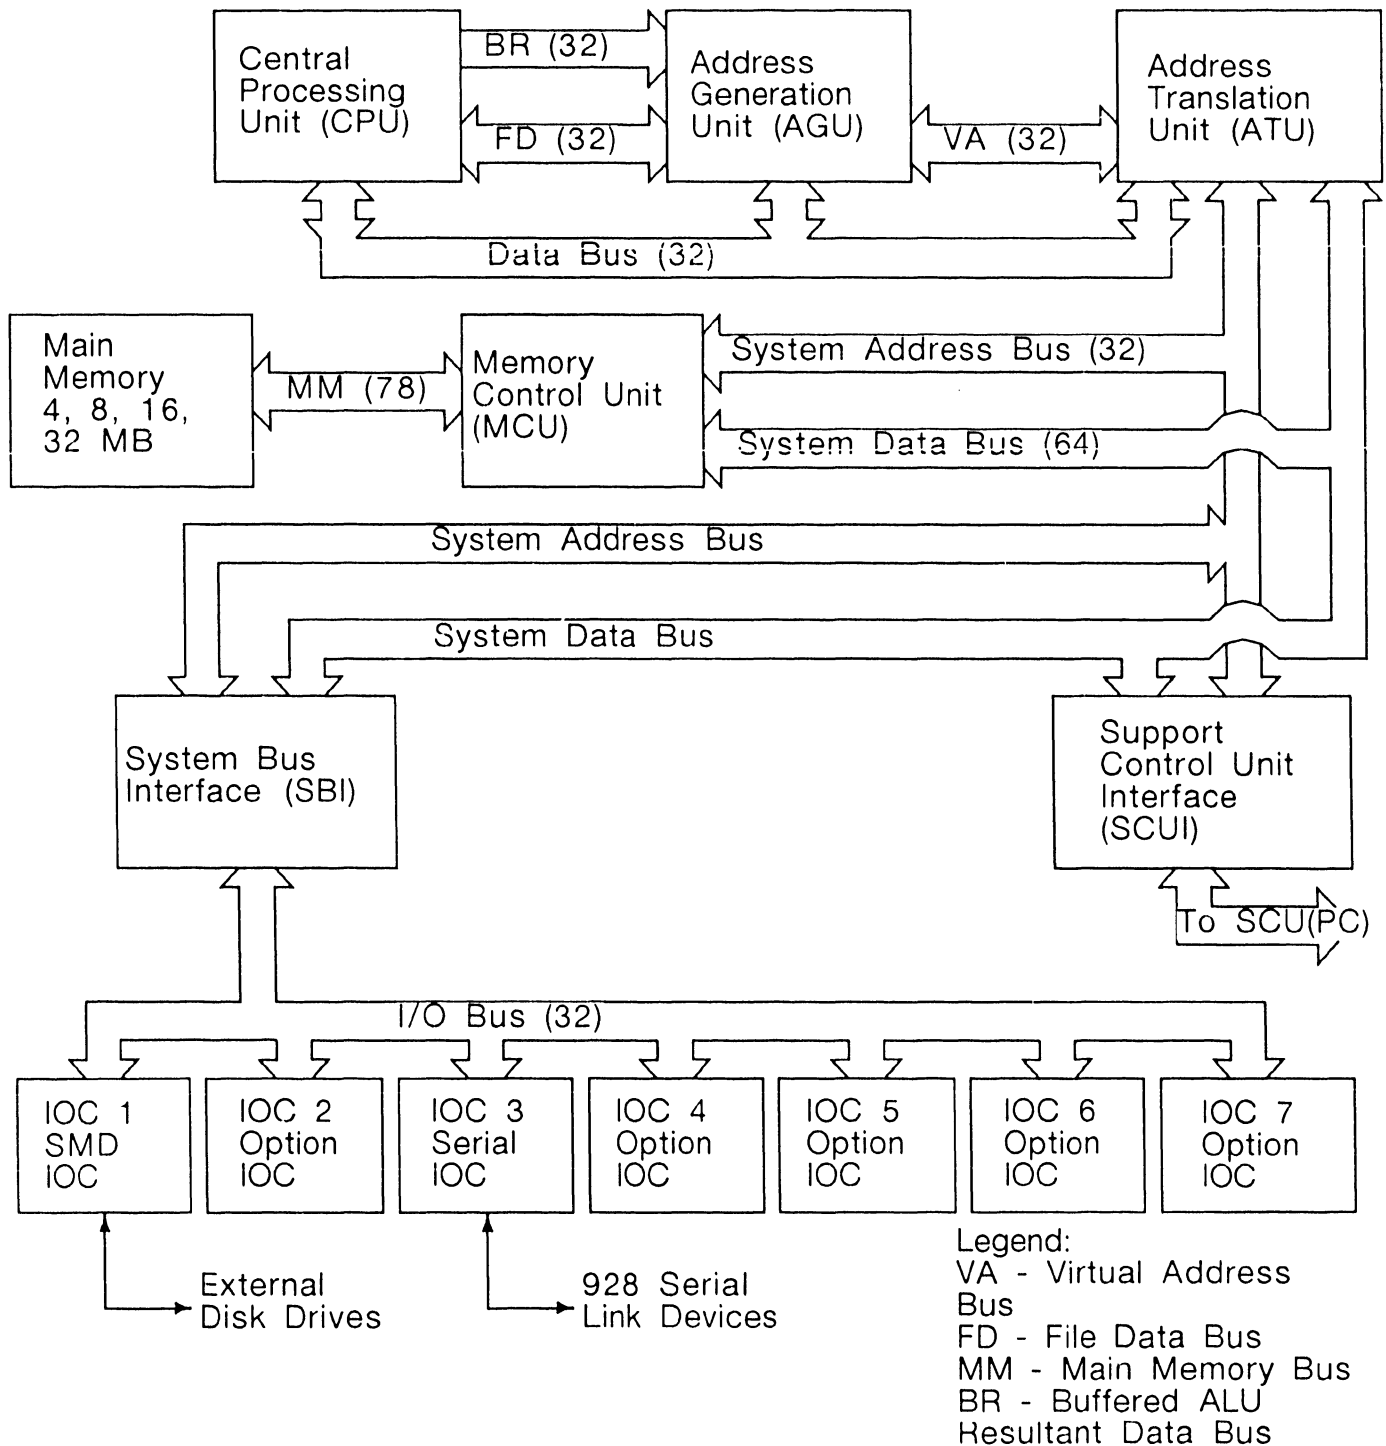 Central
Processing
Unit (CPU)
BR (32)
FD (32)
Address
Generation
Unit (AGU)
VA (32)
Address
Translation
Unit (ATU)
Data Bus (32)
Main
Memory
4, 8, 16,
32 MB
MM (78)
Memory
Control Unit
(MCU)
System Address Bus (32)
System Data Bus (64)
System Address Bus
System Data Bus
System Bus
Interface (SBI)
Support
Control Unit
Interface
(SCUI)
To SCU(PC)
I/O Bus (32)
IOC 1
SMD
IOC
IOC 2
Option
IOC
IOC 3
Serial
IOC
IOC 4
Option
IOC
IOC 5
Option
IOC
IOC 6
Option
IOC
IOC 7
Option
IOC
External
Disk Drives
928 Serial
Link Devices
Legend:
VA - Virtual Address
Bus
FD - File Data Bus
MM - Main Memory Bus
BR - Buffered ALU
Resultant Data Bus